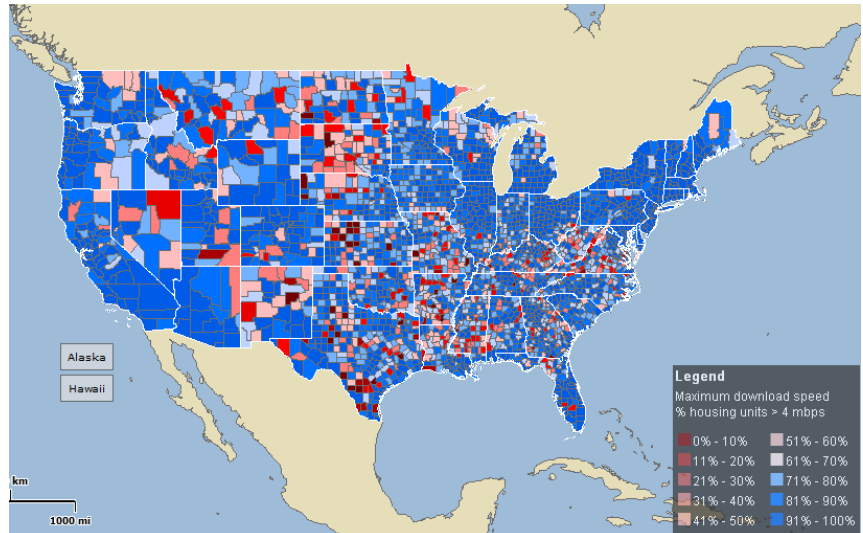 Alaska
Hawaii
km
1000 mi
Legend
Maximum download speed
% housing units > 4 mbps
0% - 10%
11% - 20%
21% - 30%
31% - 40%
41% - 50%
51% - 60%
61% - 70%
71% - 80%
81% - 90%
91% - 100%